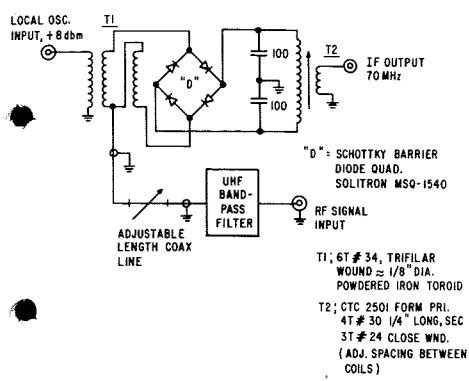 LOCAL OSC.
INPUT, +8 dbm
T1
"D"
100
100
T2
IF OUTPUT
70 MHz
"D" = SCHOTTKY BARRIER
DIODE QUAD.
SOLITRON MSQ-1540
UHF
BAND-
PASS
FILTER
RF SIGNAL
INPUT
ADJUSTABLE
LENGTH COAX
LINE
T1; 6T # 34, TRIFILAR
WOUND ≈ 1/8" DIA.
POWDERED IRON TOROID
T2; CTC 2501 FORM PRI.
4T # 30 1/4" LONG, SEC
3T # 24 CLOSE WND.
( ADJ. SPACING BETWEEN
COILS )